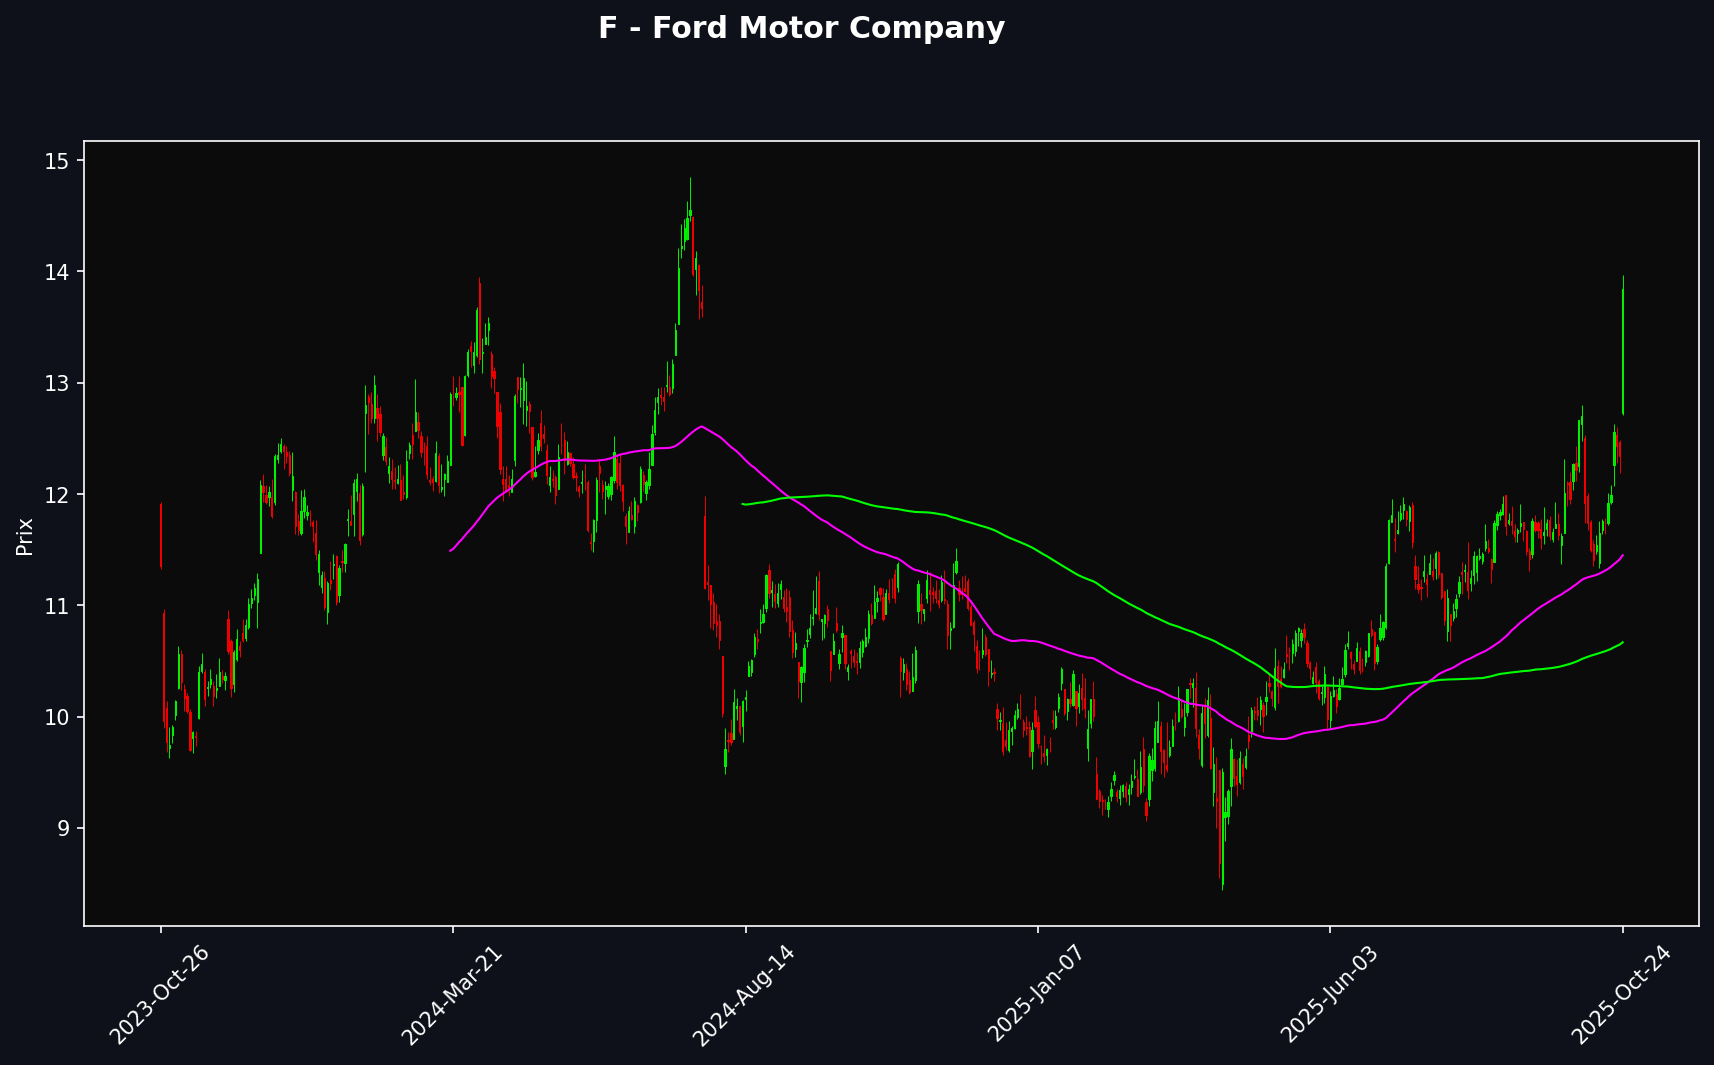 F - Ford Motor Company
Prix
15
14
13
12
11
10
9
2023-Oct-26
2024-Mar-21
2024-Aug-14
2025-Jan-07
2025-Jun-03
2025-Oct-24